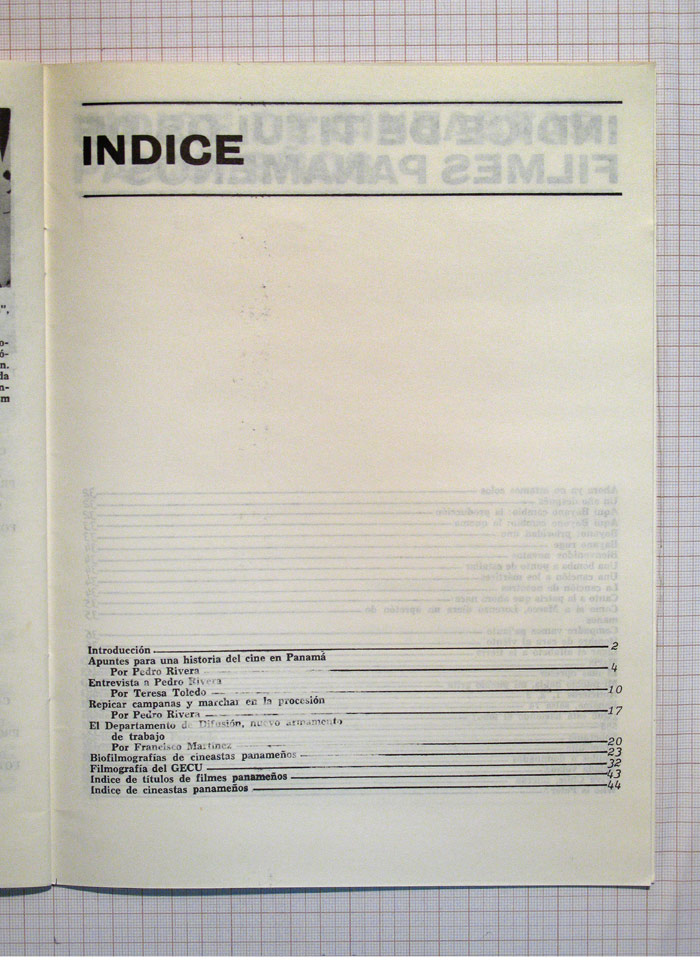 INDICE
Introducción 2
Apuntes para una historia del cine en Panamá
Por Pedro Rivera 4
Entrevista a Pedro Rivera
Por Teresa Toledo 10
Repicar campanas y marchar en la procesión
Por Pedro Rivera 17
El Departamento de Difusión, nuevo armamento
de trabajo
Por Francisco Martínez 20
Biofilmografías de cineastas panameños 23
Filmografía del GECU 32
Indice de títulos de filmes panameños 43
Indice de cineastas panameños 44